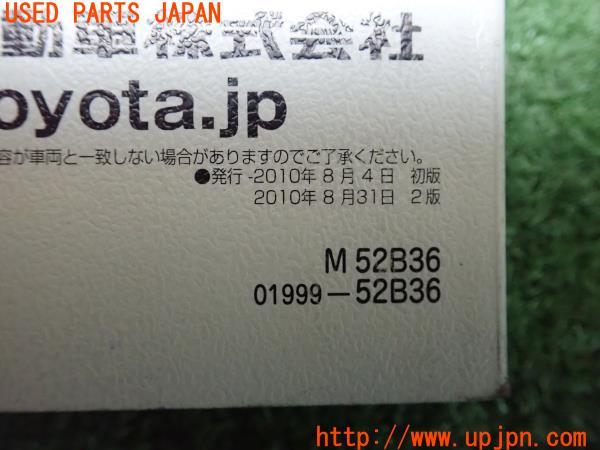 USED PARTS JAPAN
動車株式会社
oyota.jp
容が車両と一致しない場合がありますのでご了承ください。
●発行-2010年8月4日 初版
2010年8月31日 2版
M 52B36
01999-52B36
http://www.upjpn.com/